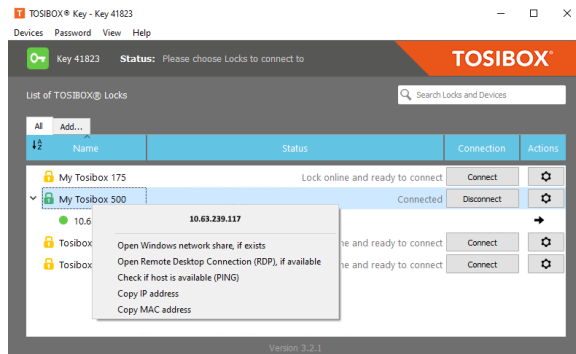 TOSIBOX® Key - Key 41823
Devices Password View Help
Key 41823 Status: Please choose Locks to connect to
TOSIBOX®
List of TOSIBOX® Locks
Search Locks and Devices
All Add...
Name Status Connection Actions
My Tosibox 175 Lock online and ready to connect Connect
My Tosibox 500 Connected Disconnect
10.6
10.63.239.117
Tosibox ne and ready to connect Connect
Tosibox ne and ready to connect Connect
Open Windows network share, if exists
Open Remote Desktop Connection (RDP), if available
Check if host is available (PING)
Copy IP address
Copy MAC address
Version 3.2.1